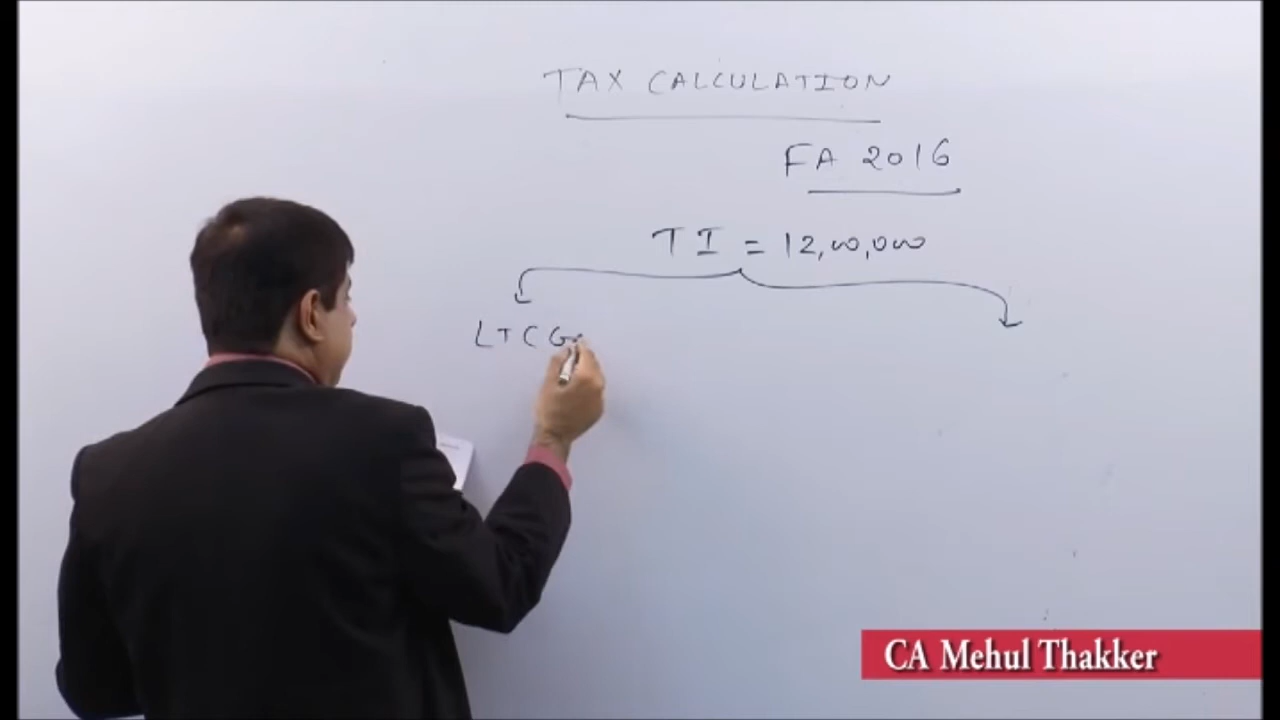 TAX CALCULATION
FA 2016
TI = 12,00,000
LTCG
CA Mehul Thakker